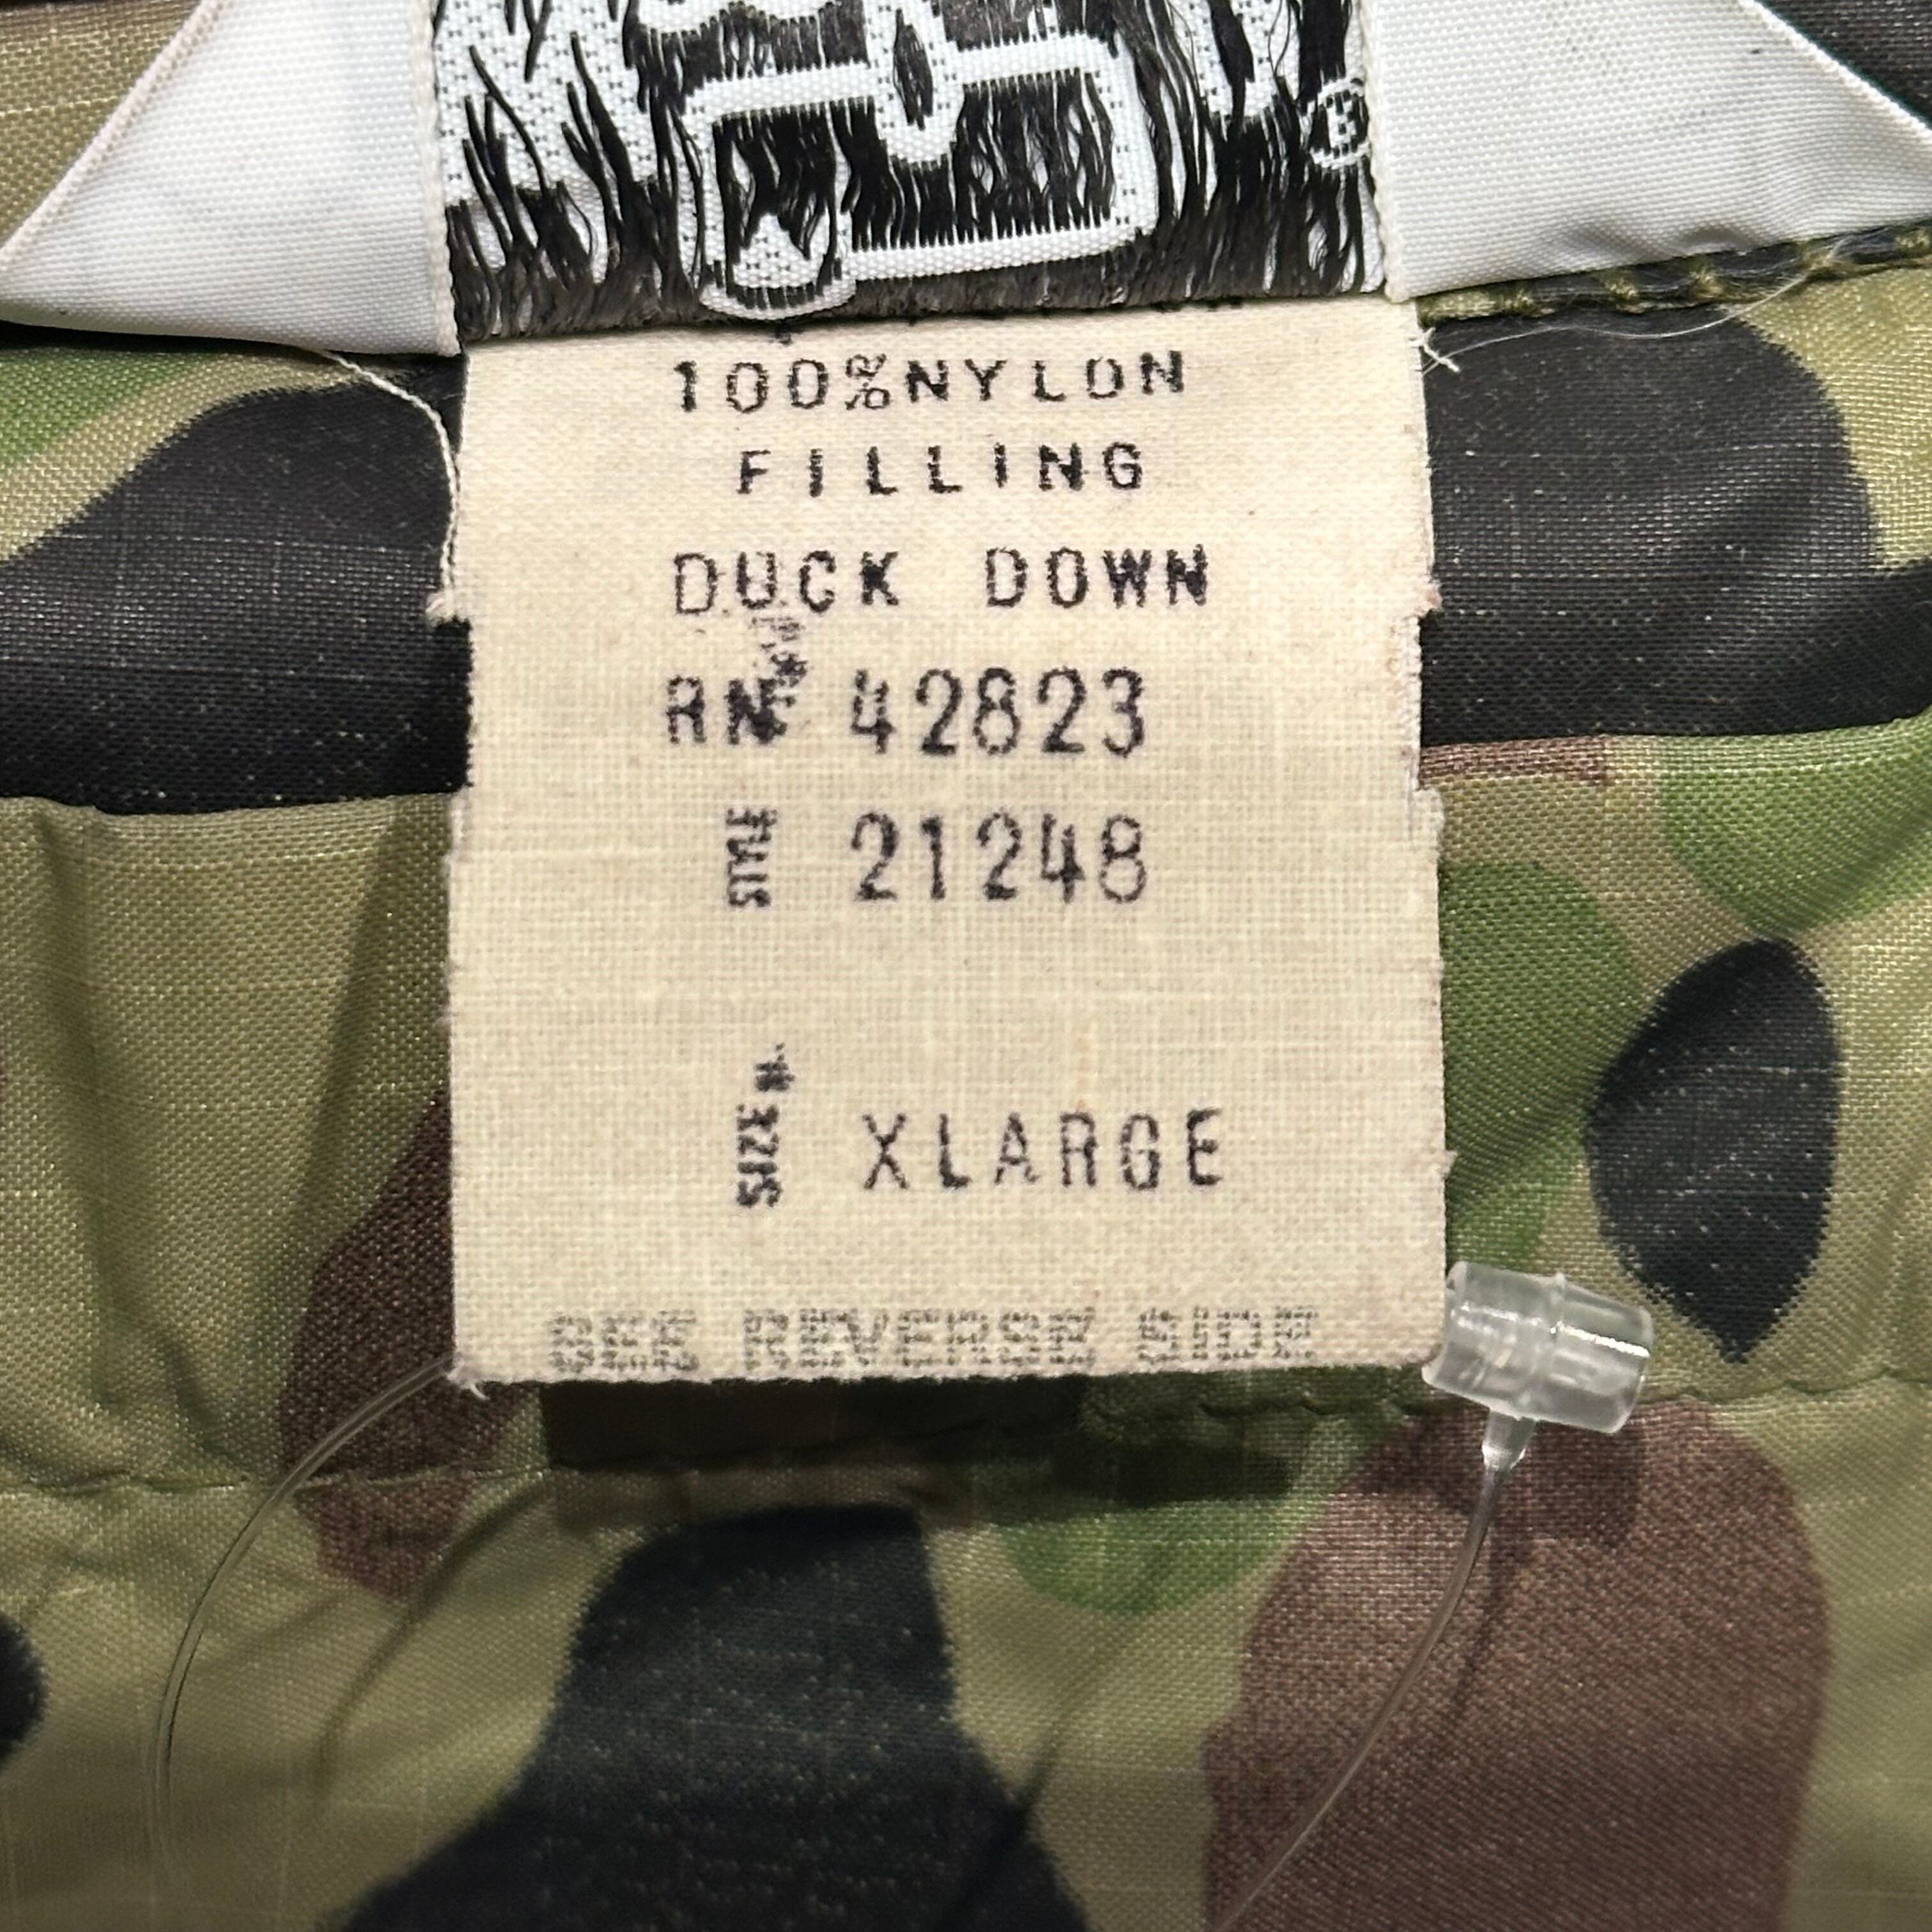 100%NYLON
FILLING
DUCK DOWN
RN 42823
STYLE 21248
SIZE XLARGE
SEE REVERSE SIDE